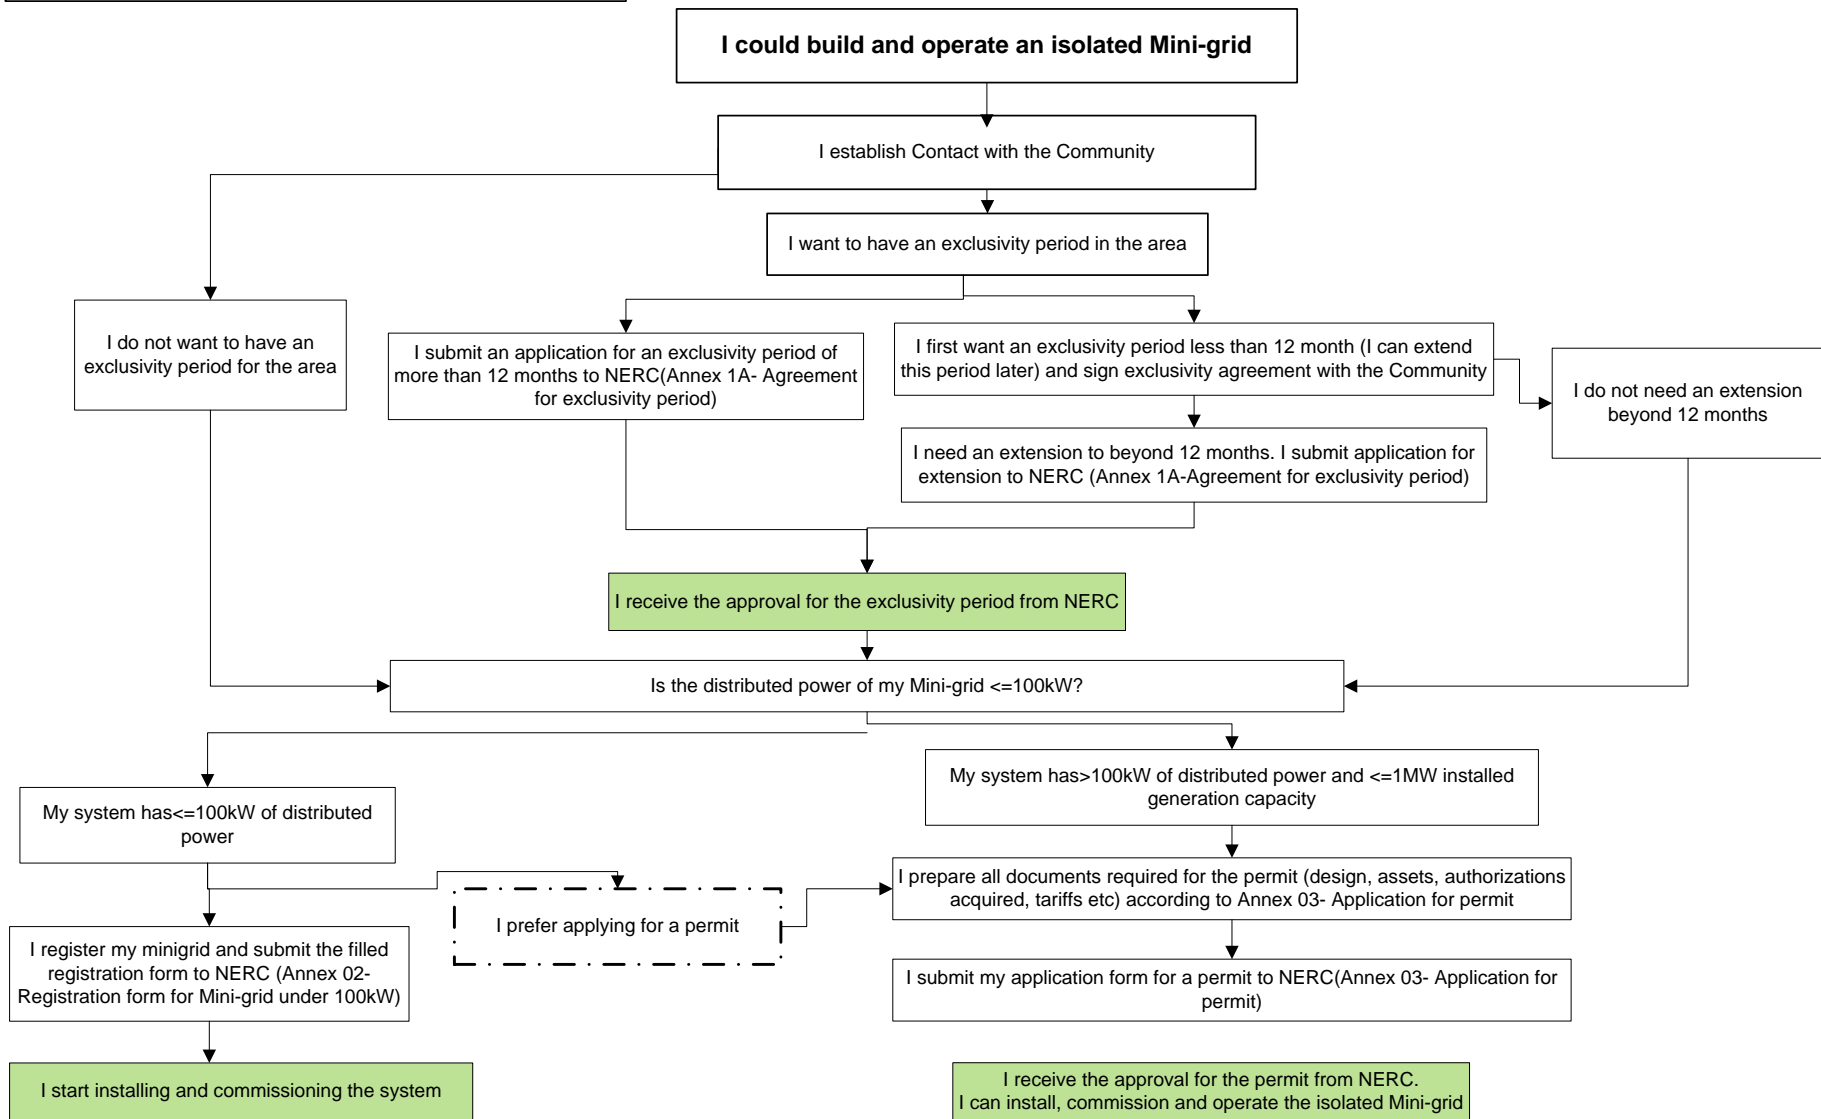 I could build and operate an isolated Mini-grid
I establish Contact with the Community
I want to have an exclusivity period in the area
I do not want to have an
exclusivity period for the area
I submit an application for an exclusivity period of
more than 12 months to NERC(Annex 1A- Agreement
for exclusivity period)
I first want an exclusivity period less than 12 month (I can extend
this period later) and sign exclusivity agreement with the Community
I do not need an extension
beyond 12 months
I need an extension to beyond 12 months. I submit application for
extension to NERC (Annex 1A-Agreement for exclusivity period)
I receive the approval for the exclusivity period from NERC
Is the distributed power of my Mini-grid <=100kW?
My system has<=100kW of distributed
power
My system has>100kW of distributed power and <=1MW installed
generation capacity
I prefer applying for a permit
I prepare all documents required for the permit (design, assets, authorizations
acquired, tariffs etc) according to Annex 03- Application for permit
I register my minigrid and submit the filled
registration form to NERC (Annex 02-
Registration form for Mini-grid under 100kW)
I submit my application form for a permit to NERC(Annex 03- Application for
permit)
I start installing and commissioning the system
I receive the approval for the permit from NERC.
I can install, commission and operate the isolated Mini-grid